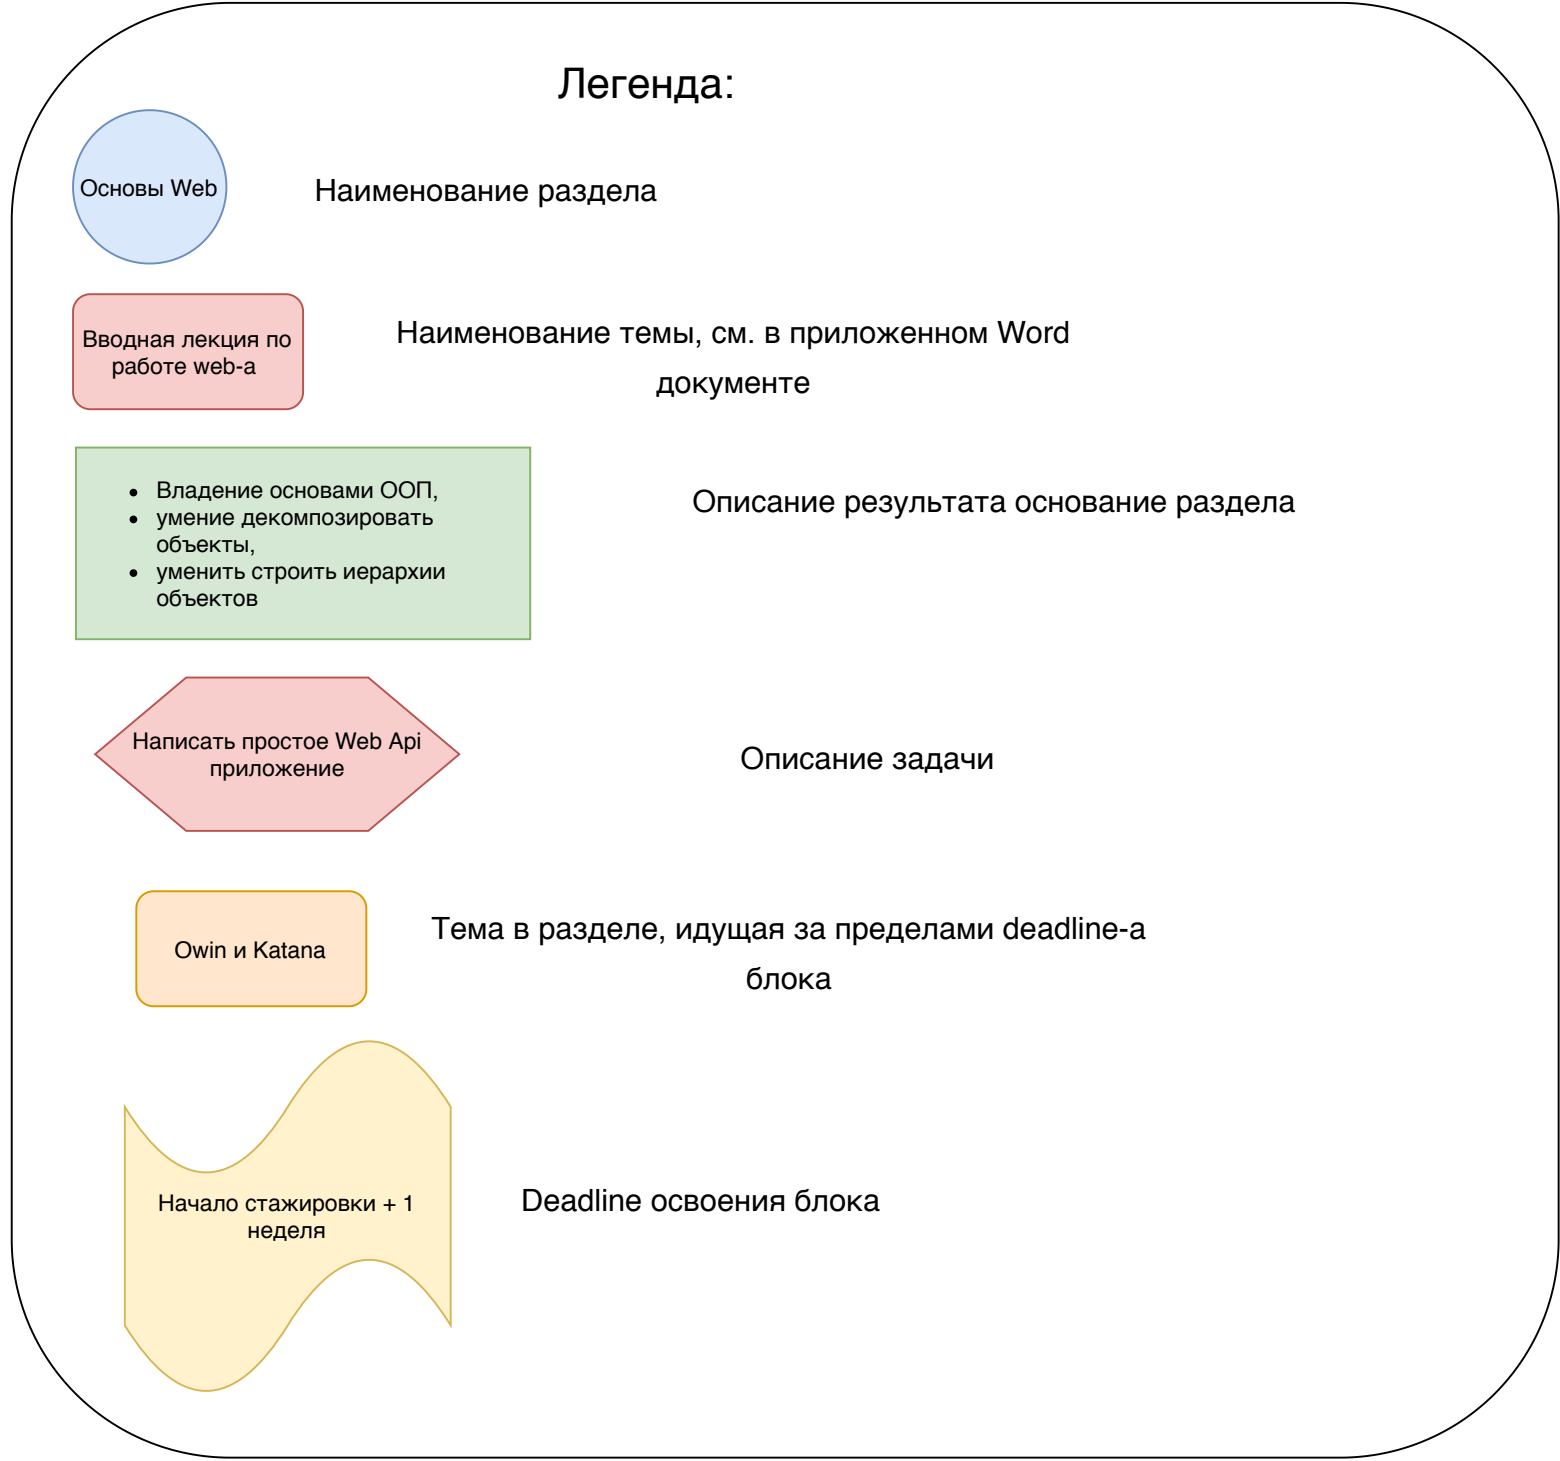 Легенда:
Основы Web
Наименование раздела
Вводная лекция по
работе web-а
Наименование темы, см. в приложенном Word
документе
• Владение основами ООП,
• умение декомпозировать
объекты,
• уменить строить иерархии
объектов
Описание результата основание раздела
Написать простое Web Api
приложение
Описание задачи
Owin и Katana
Тема в разделе, идущая за пределами deadline-а
блока
Начало стажировки + 1
неделя
Deadline освоения блока